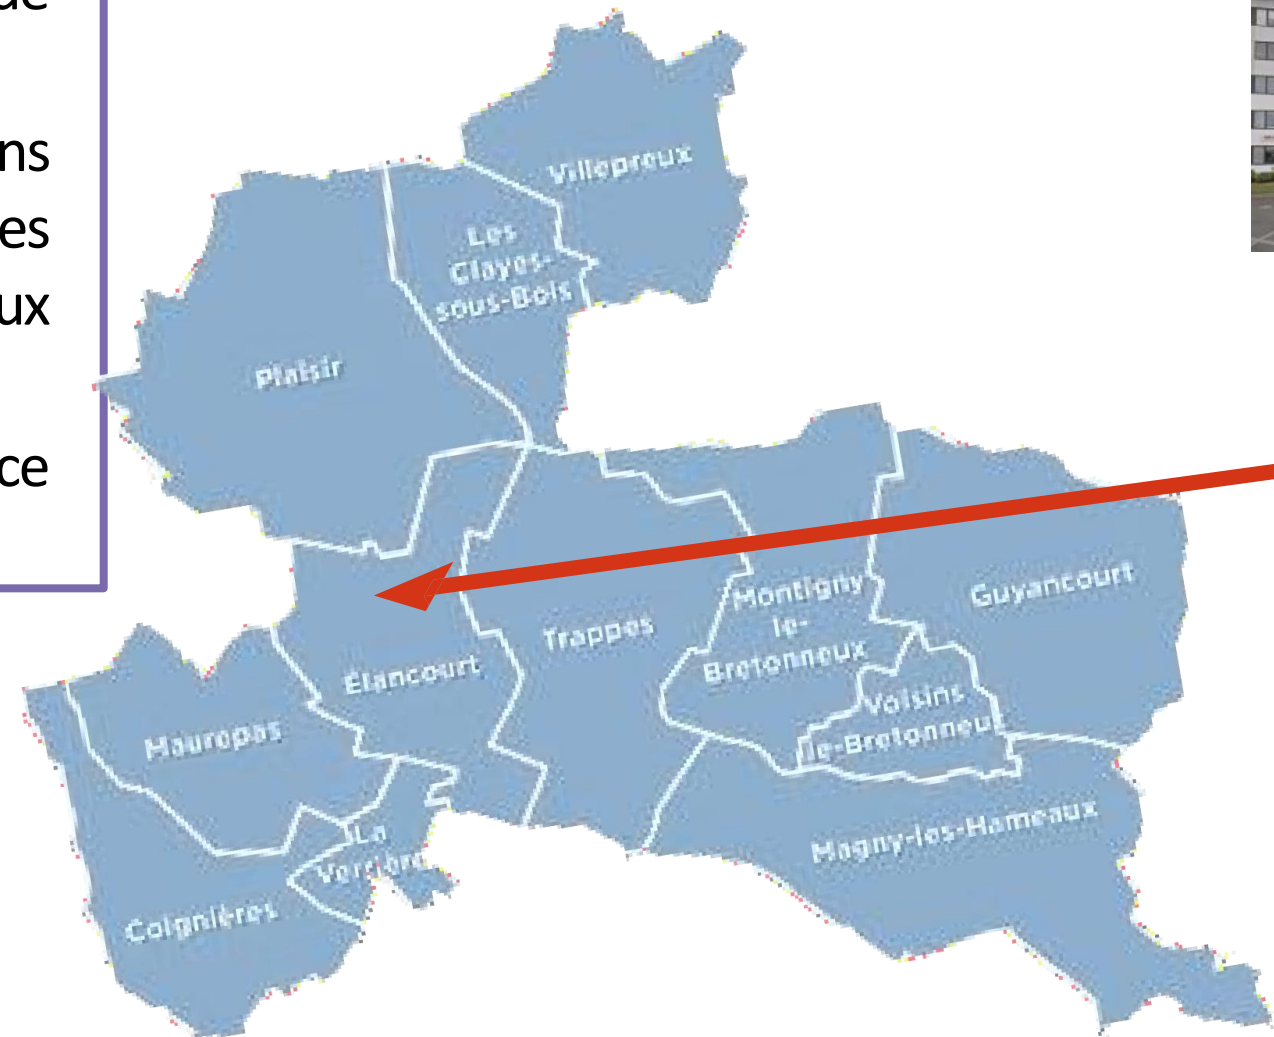 de
ns
es
ux
ce
Villepreux
Les
Clayes-
sous-Bois
Plaisir
Montigny
le-
Bretonneux
Guyancourt
Trappes
Élancourt
Voisins
le-Bretonneux
Maurepas
La
Verrière
Magny-les-Hameaux
Coignières